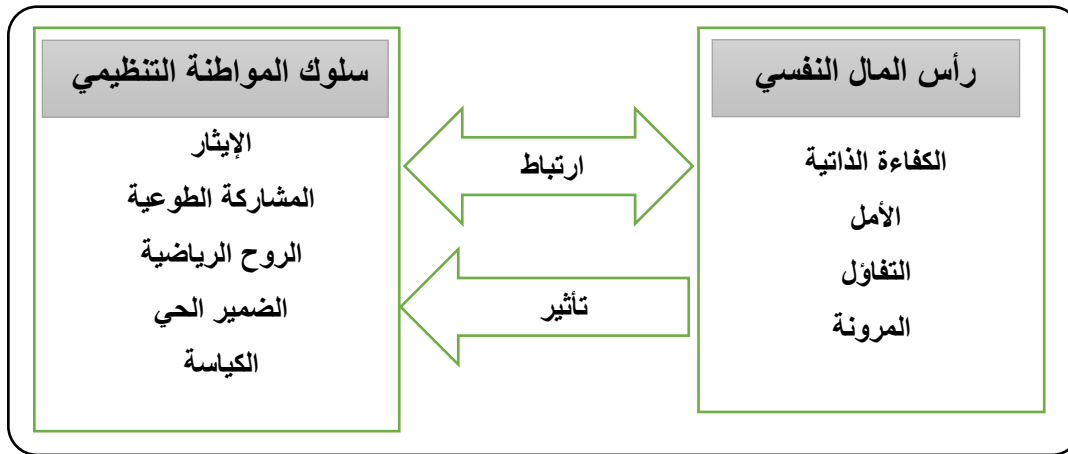 رأس المال النفسي
الكفاءة الذاتية
الأمل
التفاؤل
المرونة
ارتباط
تأثير
سلوك المواطنة التنظيمي
الإيثار
المشاركة الطوعية
الروح الرياضية
الضمير الحي
الكياسة